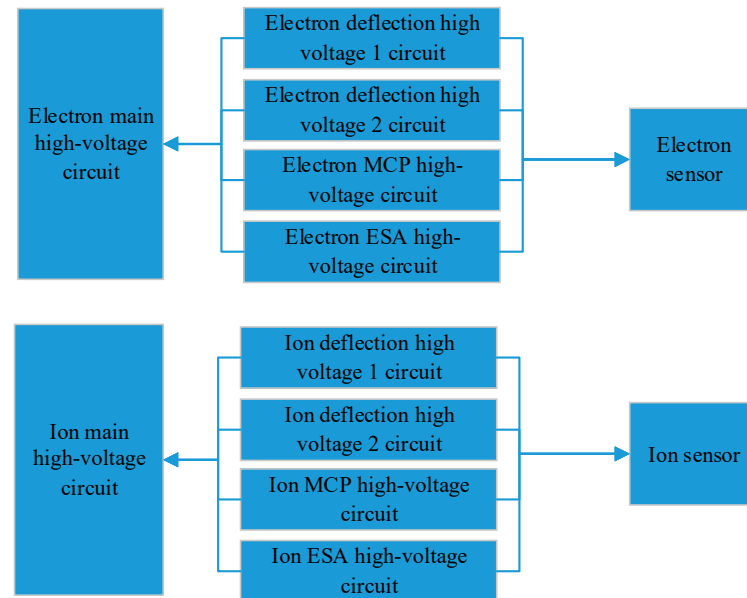 Electron main
high-voltage
circuit
Electron deflection high
voltage 1 circuit
Electron deflection high
voltage 2 circuit
Electron MCP high-
voltage circuit
Electron ESA high-
voltage circuit
Electron
sensor
Ion main
high-voltage
circuit
Ion deflection high
voltage 1 circuit
Ion deflection high
voltage 2 circuit
Ion MCP high-voltage
circuit
Ion ESA high-voltage
circuit
Ion sensor